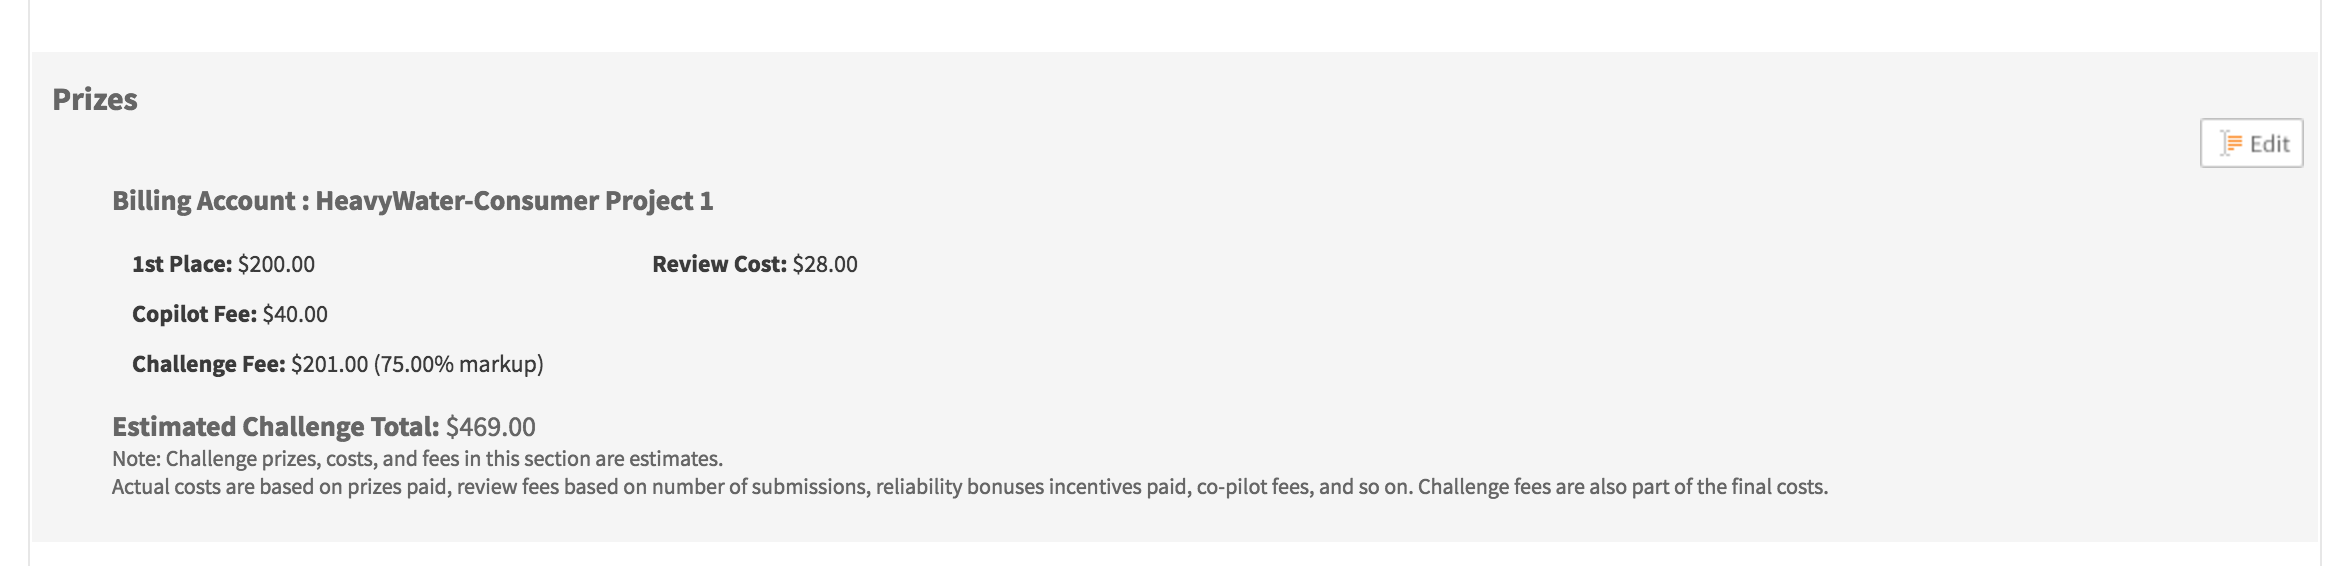 Prizes
Edit
Billing Account : HeavyWater-Consumer Project 1
1st Place: $200.00 Review Cost: $28.00
Copilot Fee: $40.00
Challenge Fee: $201.00 (75.00% markup)
Estimated Challenge Total: $469.00
Note: Challenge prizes, costs, and fees in this section are estimates.
Actual costs are based on prizes paid, review fees based on number of submissions, reliability bonuses incentives paid, co-pilot fees, and so on. Challenge fees are also part of the final costs.